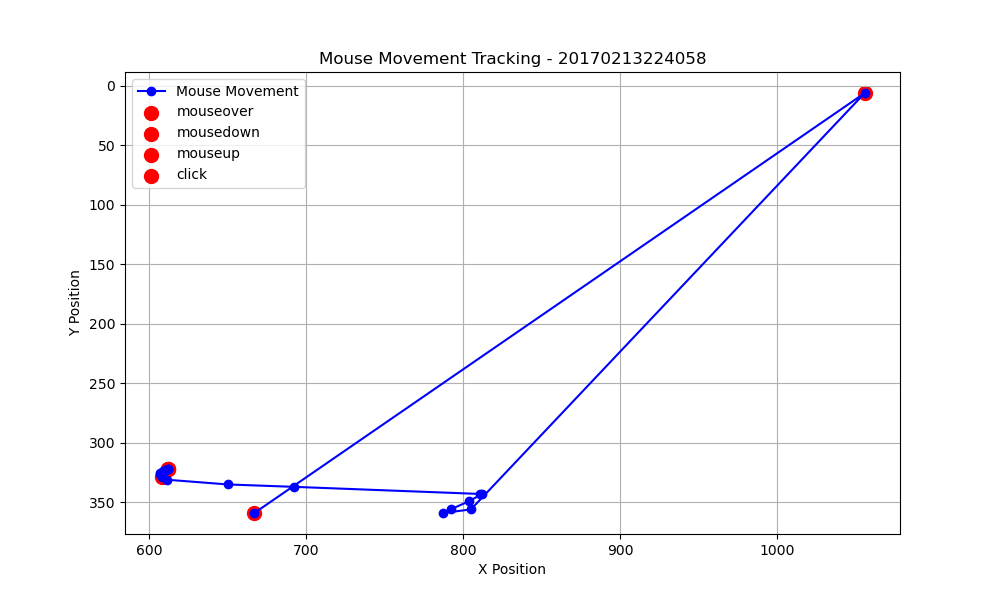 Mouse Movement Tracking - 20170213224058
Mouse Movement
mouseover
mousedown
mouseup
click
0
50
100
150
200
250
300
350
Y Position
600
700
800
900
1000
X Position